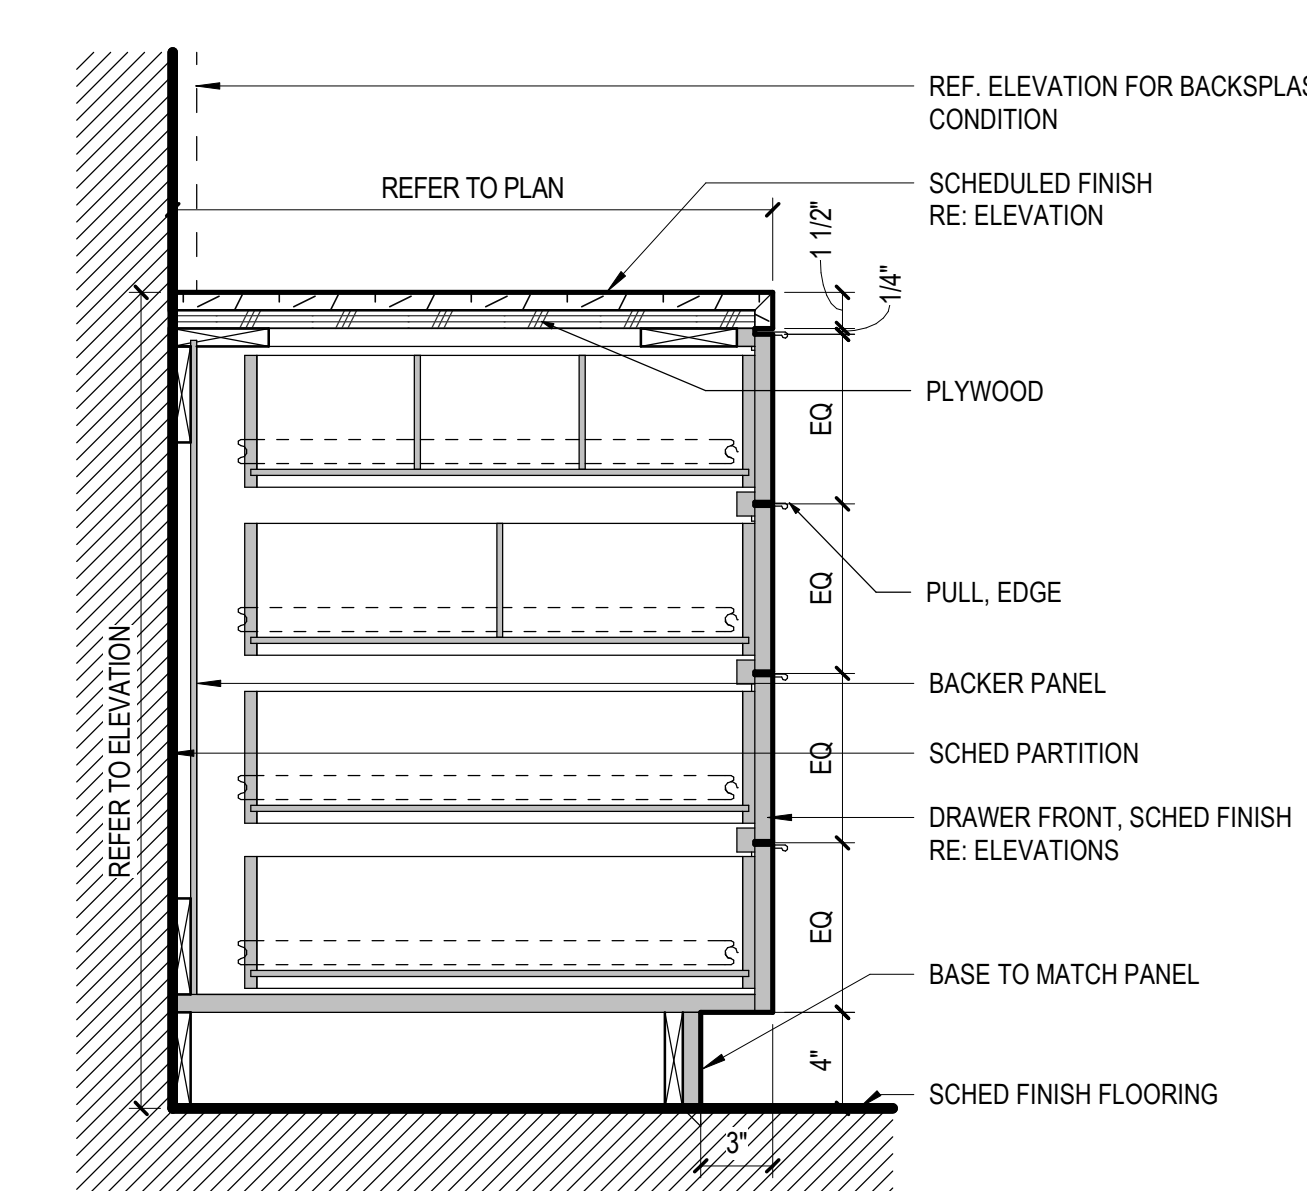 REF. ELEVATION FOR BACKSPLAS
CONDITION
REFER TO PLAN
SCHEDULED FINISH
RE: ELEVATION
1 1/2"
1/4"
PLYWOOD
EQ
EQ
PULL, EDGE
BACKER PANEL
REFER TO ELEVATION
SCHED PARTITION
EQ
DRAWER FRONT, SCHED FINISH
RE: ELEVATIONS
EQ
BASE TO MATCH PANEL
4"
SCHED FINISH FLOORING
3"